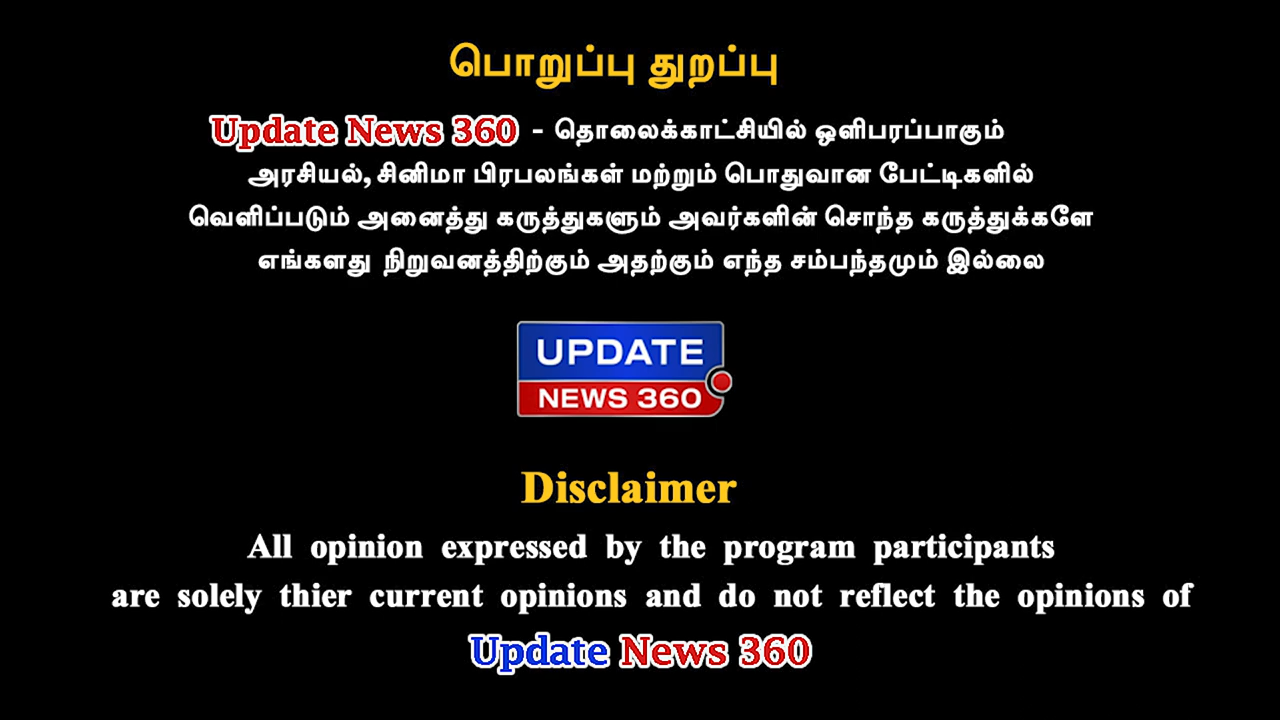 பொறுப்பு துறப்பு
Update News 360 - தொலைக்காட்சியில் ஒளிபரப்பாகும்
அரசியல், சினிமா பிரபலங்கள் மற்றும் பொதுவான பேட்டிகளில்
வெளிப்படும் அனைத்து கருத்துகளும் அவர்களின் சொந்த கருத்துக்களே
எங்களது நிறுவனத்திற்கும் அதற்கும் எந்த சம்பந்தமும் இல்லை
UPDATE
NEWS 360
Disclaimer
All opinion expressed by the program participants
are solely thier current opinions and do not reflect the opinions of
Update News 360